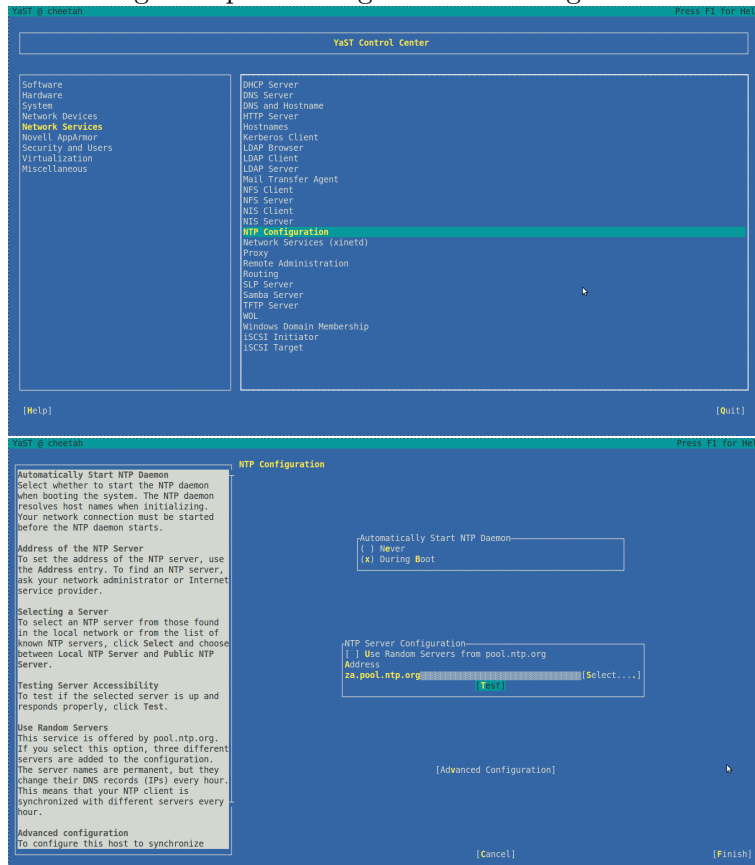 YaST @ cheetah Press F1 for Hel
YaST Control Center
Software
Hardware
System
Network Devices
Network Services
Novell AppArmor
Security and Users
Virtualization
Miscellaneous
DHCP Server
DNS Server
DNS and Hostname
HTTP Server
Hostnames
Kerberos Client
LDAP Browser
LDAP Client
LDAP Server
Mail Transfer Agent
NFS Client
NFS Server
NIS Client
NIS Server
NTP Configuration
Network Services (xinetd)
Proxy
Remote Administration
Routing
SLP Server
Samba Server
TFTP Server
WOL
Windows Domain Membership
iSCSI Initiator
iSCSI Target
[Help] [Quit]
YaST @ cheetah Press F1 for Hel
Automatically Start NTP Daemon
Select whether to start the NTP daemon
when booting the system. The NTP daemon
resolves host names when initializing.
Your network connection must be started
before the NTP daemon starts.
Address of the NTP Server
To set the address of the NTP server, use
the Address entry. To find an NTP server,
ask your network administrator or Internet
service provider.
Selecting a Server
To select an NTP server from those found
in the local network or from the list of
known NTP servers, click Select and choose
between Local NTP Server and Public NTP
Server.
Testing Server Accessibility
To test if the selected server is up and
responds properly, click Test.
Use Random Servers
This service is offered by pool.ntp.org.
If you select this option, three different
servers are added to the configuration.
The server names are permanent, but they
change their DNS records (IPs) every hour.
This means that your NTP client is
synchronized with different servers every
hour.
Advanced configuration
To configure this host to synchronize
NTP Configuration
Automatically Start NTP Daemon
( ) Never
(x) During Boot
NTP Server Configuration
[ ] Use Random Servers from pool.ntp.org
Address
za.pool.ntp.org [Select....]
[Test]
[Advanced Configuration]
[Cancel] [Finish]